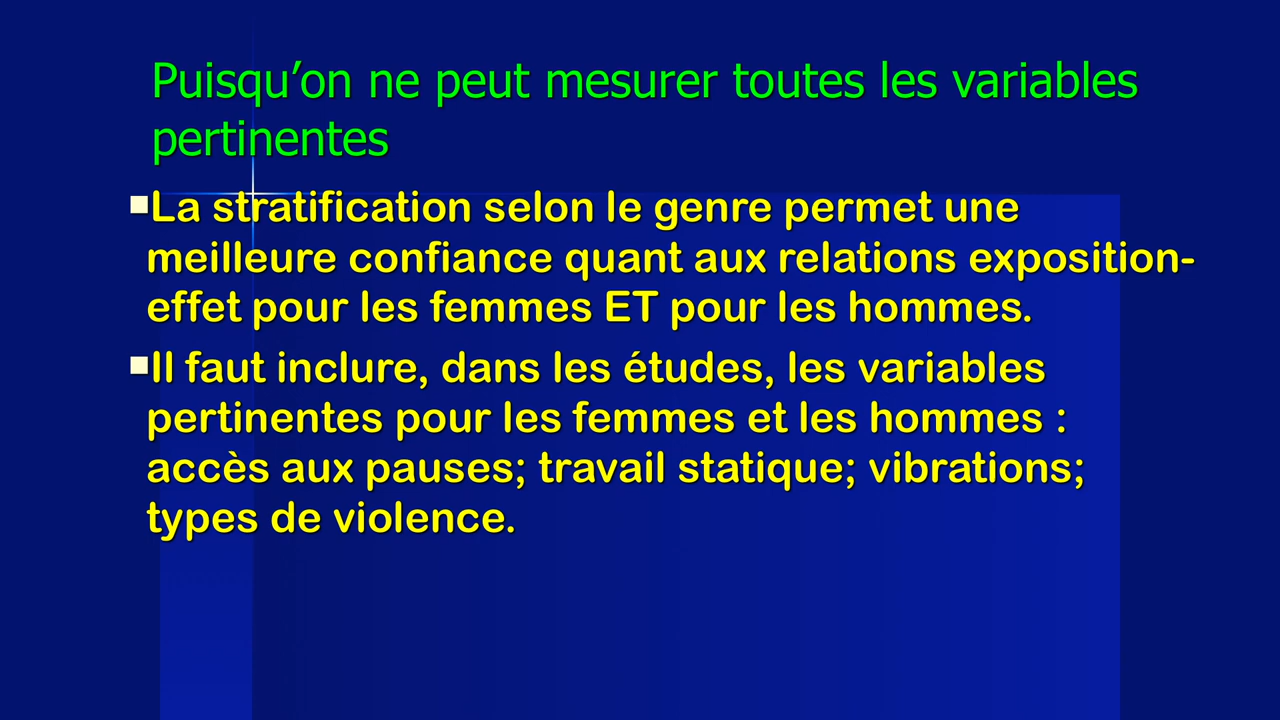 Puisqu’on ne peut mesurer toutes les variables
pertinentes
La stratification selon le genre permet une
meilleure confiance quant aux relations exposition-
effet pour les femmes ET pour les hommes.
Il faut inclure, dans les études, les variables
pertinentes pour les femmes et les hommes :
accès aux pauses; travail statique; vibrations;
types de violence.